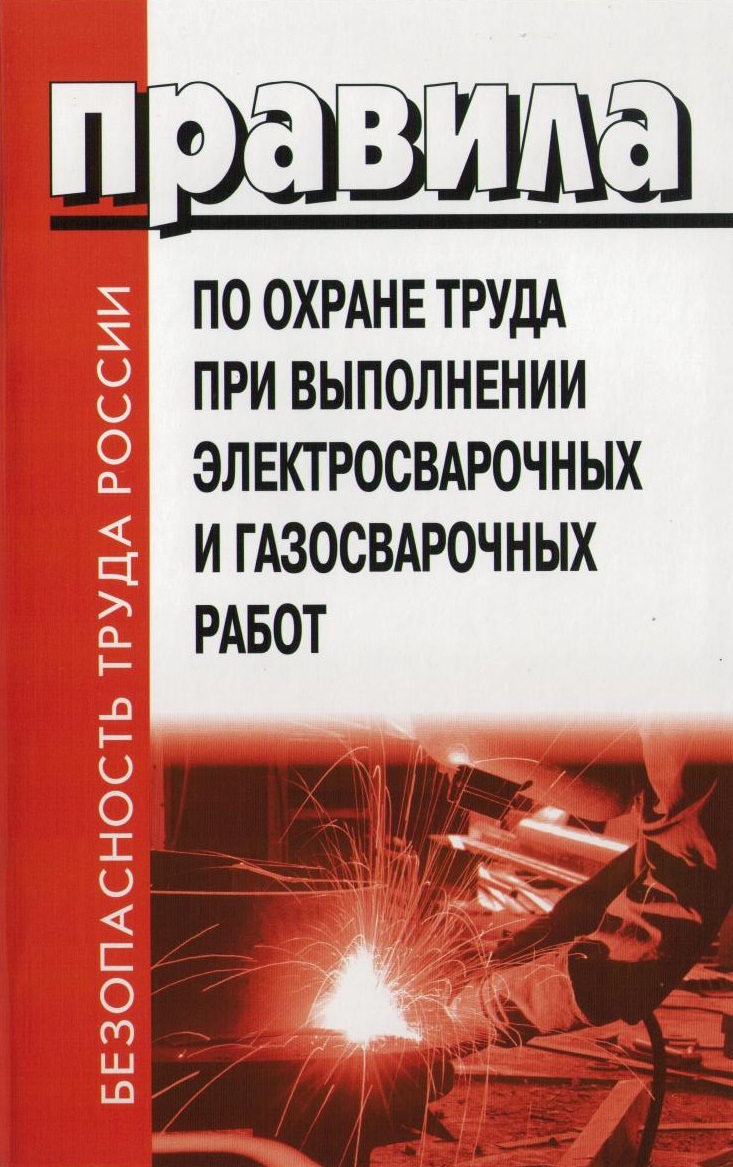 правила
ПО ОХРАНЕ ТРУДА
ПРИ ВЫПОЛНЕНИИ
ЭЛЕКТРОСВАРОЧНЫХ
И ГАЗОСВАРОЧНЫХ
РАБОТ
БЕЗОПАСНОСТЬ ТРУДА РОССИИ